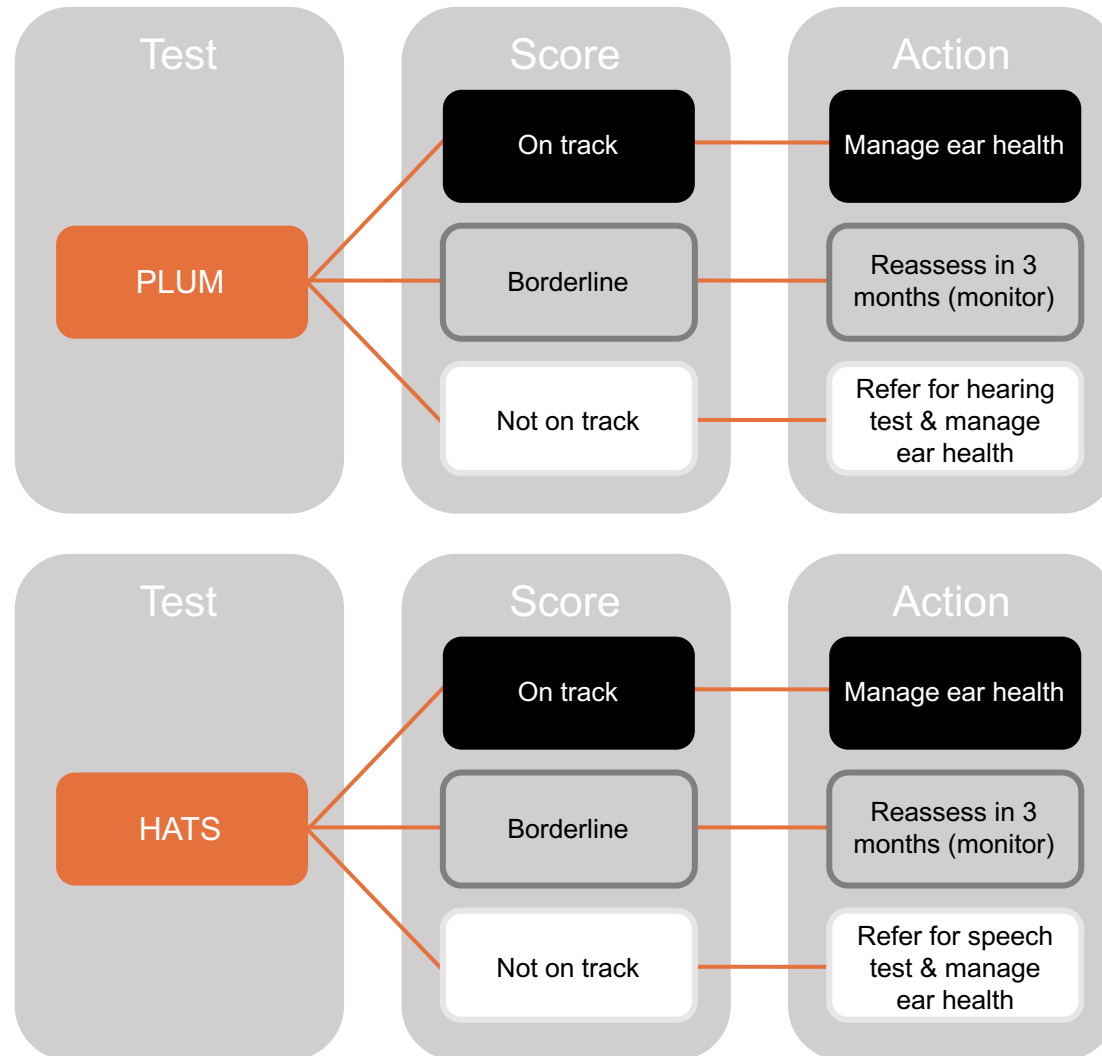 Test
Score
Action
PLUM
On track
Manage ear health
Borderline
Reassess in 3
months (monitor)
Not on track
Refer for hearing
test & manage
ear health
Test
Score
Action
HATS
On track
Manage ear health
Borderline
Reassess in 3
months (monitor)
Not on track
Refer for speech
test & manage
ear health